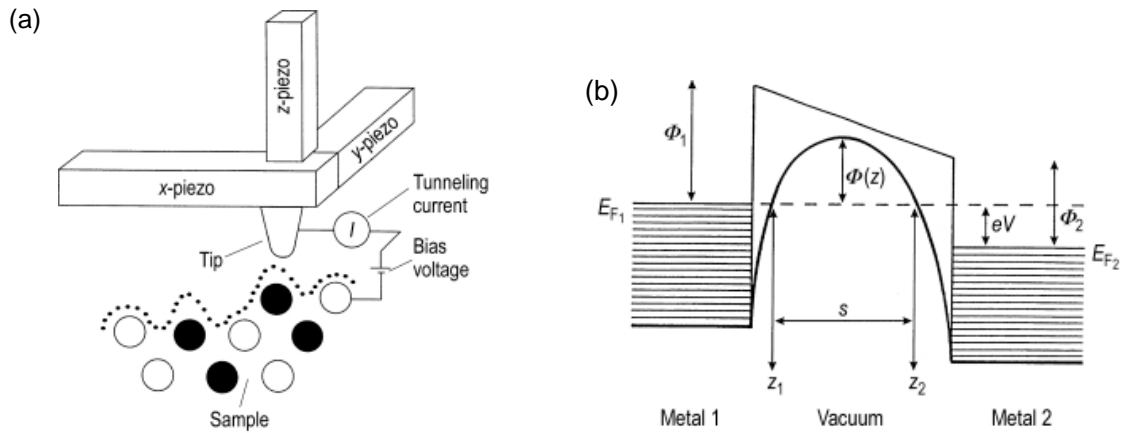 (a)
z-piezo
y-piezo
x-piezo
Tunneling
current
I
Tip
Bias
voltage
Sample
(b)
Φ1
Φ(z)
EF1
eV
Φ2
EF2
s
z1
z2
Metal 1
Vacuum
Metal 2